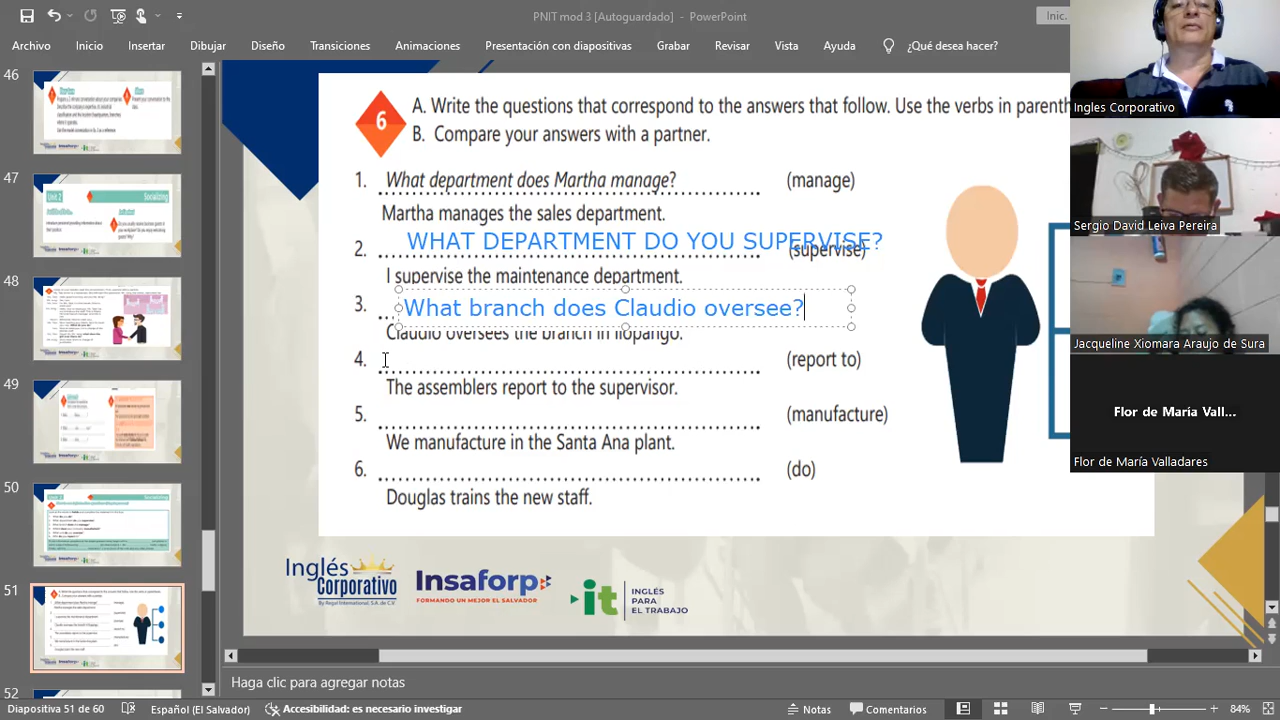 PNIT mod 3 [Autoguardado] - PowerPoint
Inic.
Archivo Inicio Insertar Dibujar Diseño Transiciones Animaciones Presentación con diapositivas Grabar Revisar Vista Ayuda ¿Qué desea hacer?
46
47
Unit 2 Socializing
48
49
50
51
52
6
A. Write the questions that correspond to the answers that follow. Use the verbs in parenth
B. Compare your answers with a partner.
1. What department does Martha manage? (manage)
Martha manages the sales department.
2. WHAT DEPARTMENT DO YOU SUPERVISE? (supervise)
I supervise the maintenance department.
3. What branch does Claudio oversee?
Claudio oversees the branch in Ilopango.
4. (report to)
The assemblers report to the supervisor.
5. (manufacture)
We manufacture in the Santa Ana plant.
6. (do)
Douglas trains the new staff.
Inglés Corporativo
By Regal International, S.A. de C.V.
Insaforp
FORMANDO UN MEJOR EL SALVADOR
it
INGLÉS PARA EL TRABAJO
Ingles Corporativo
Sergio David Leiva Pereira
Jacqueline Xiomara Araujo de Sura
Flor de María Vall...
Flor de María Valladares
Haga clic para agregar notas
Diapositiva 51 de 60 Español (El Salvador) Accesibilidad: es necesario investigar Notas Comentarios 84%